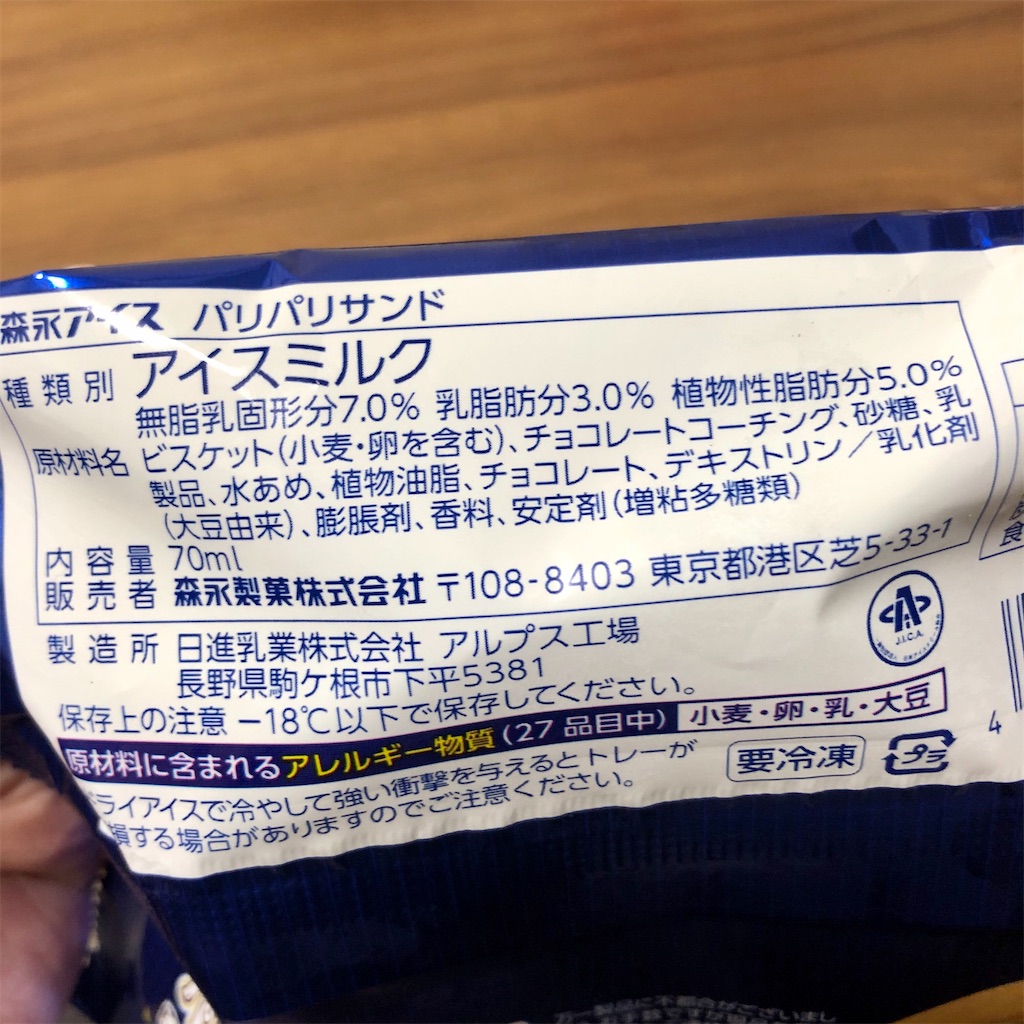 森永アイス パリパリサンド
種類別 アイスミルク
無脂乳固形分7.0% 乳脂肪分3.0% 植物性脂肪分5.0%
原材料名 ビスケット(小麦・卵を含む)、チョコレートコーチング、砂糖、乳
製品、水あめ、植物油脂、チョコレート、デキストリン/乳化剤
(大豆由来)、膨脹剤、香料、安定剤(増粘多糖類)
内容量 70ml
販売者 森永製菓株式会社 〒108-8403 東京都港区芝5-33-1
J.I.C.A.
製造所 日進乳業株式会社 アルプス工場
長野県駒ケ根市下平5381
保存上の注意 -18℃以下で保存してください。
原材料に含まれるアレルギー物質(27品目中) 小麦・卵・乳・大豆
要冷凍 プラ
4
ドライアイスで冷やして強い衝撃を与えるとトレーが
損する場合がありますのでご注意ください。